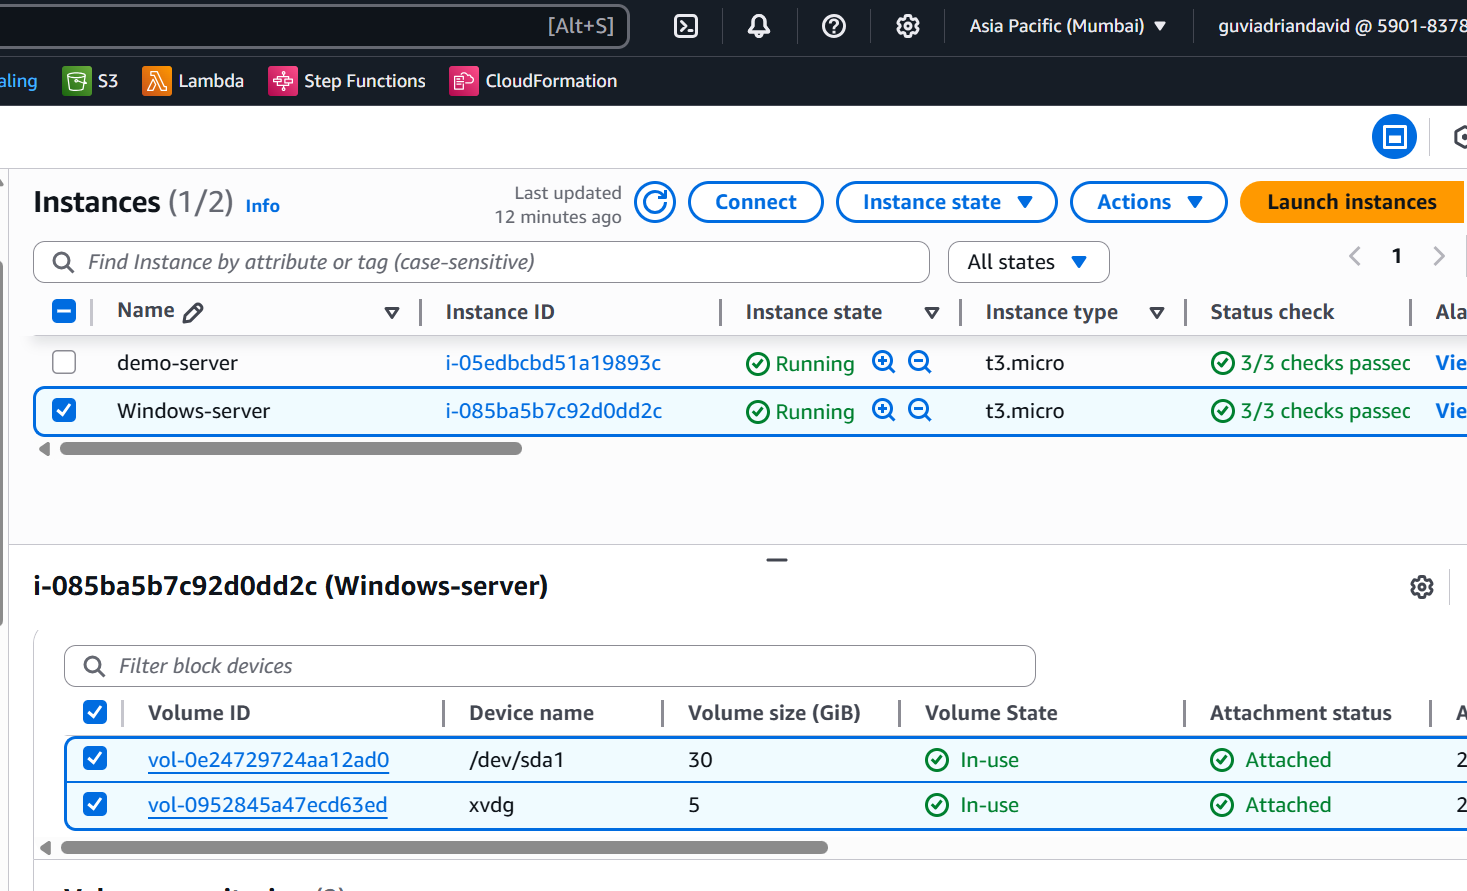 [Alt+S] Asia Pacific (Mumbai) guviadriandavid @ 5901-8378
aling S3 Lambda Step Functions CloudFormation
Instances (1/2) Info Last updated 12 minutes ago Connect Instance state Actions Launch instances
Find Instance by attribute or tag (case-sensitive) All states 1
Name Instance ID Instance state Instance type Status check Ala
demo-server i-05edbcbd51a19893c Running t3.micro 3/3 checks passed Vie
Windows-server i-085ba5b7c92d0dd2c Running t3.micro 3/3 checks passed Vie
i-085ba5b7c92d0dd2c (Windows-server)
Filter block devices
Volume ID Device name Volume size (GiB) Volume State Attachment status A
vol-0e24729724aa12ad0 /dev/sda1 30 In-use Attached 2
vol-0952845a47ecd63ed xvdg 5 In-use Attached 2